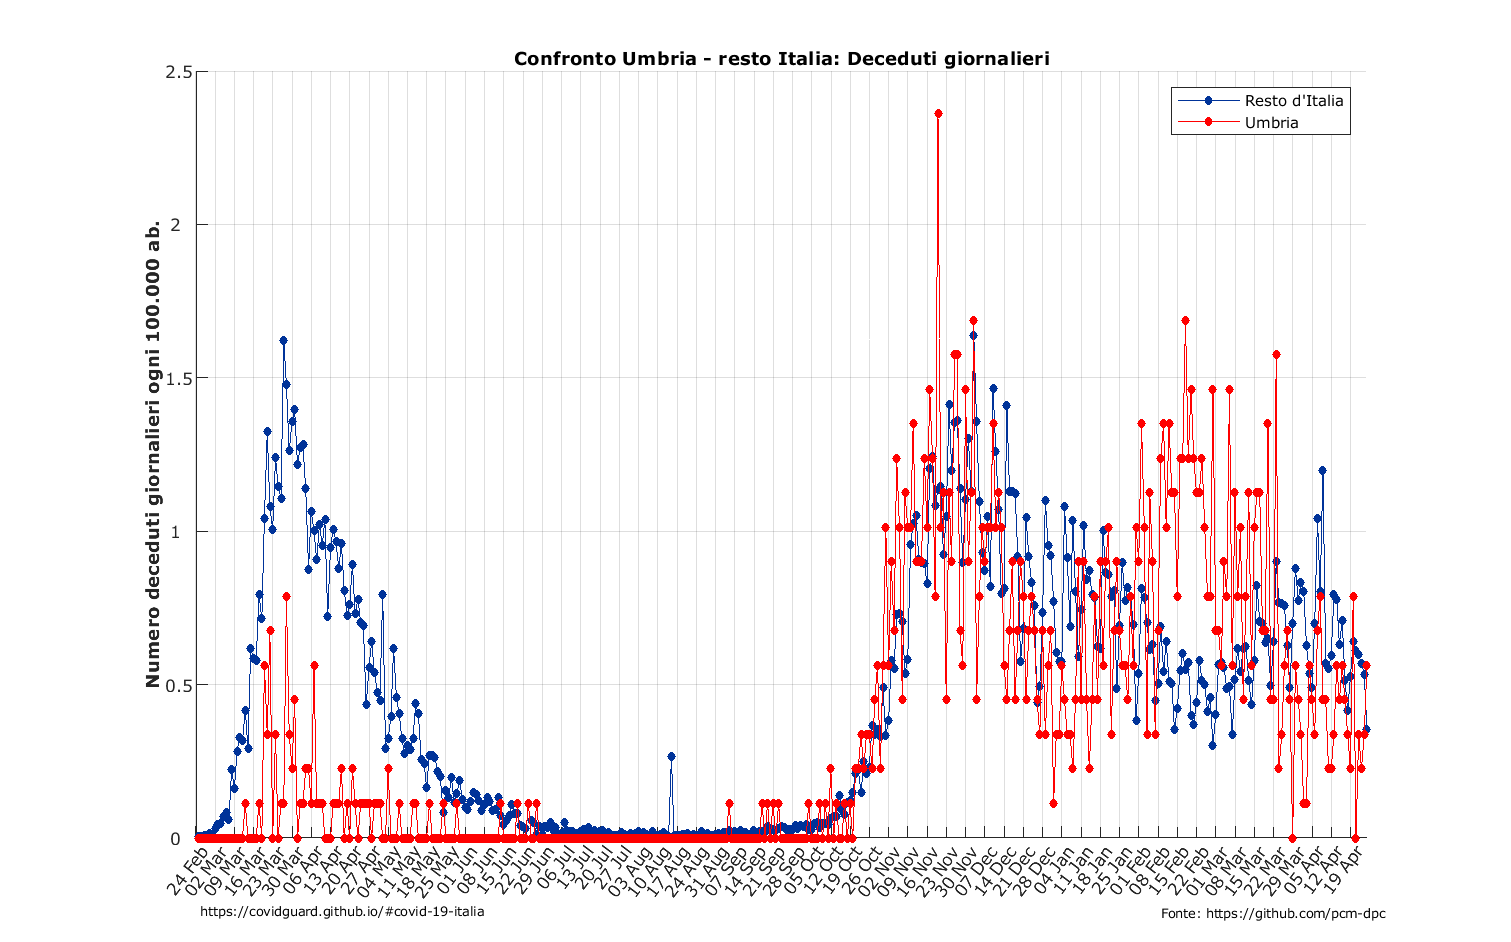 Confronto Umbria - resto Italia: Deceduti giornalieri
Resto d'Italia
Umbria
Numero deceduti giornalieri ogni 100.000 ab.
2.5
2
1.5
1
0.5
0
24 Feb
02 Mar
09 Mar
16 Mar
23 Mar
30 Mar
06 Apr
13 Apr
20 Apr
27 Apr
04 May
11 May
18 May
25 May
01 Jun
08 Jun
15 Jun
22 Jun
29 Jun
06 Jul
13 Jul
20 Jul
27 Jul
03 Aug
10 Aug
17 Aug
24 Aug
31 Aug
07 Sep
14 Sep
21 Sep
28 Sep
05 Oct
12 Oct
19 Oct
26 Oct
02 Nov
09 Nov
16 Nov
23 Nov
30 Nov
07 Dec
14 Dec
21 Dec
28 Dec
04 Jan
11 Jan
18 Jan
25 Jan
01 Feb
08 Feb
15 Feb
22 Feb
01 Mar
08 Mar
15 Mar
22 Mar
29 Mar
05 Apr
12 Apr
19 Apr
https://covidguard.github.io/#covid-19-italia
Fonte: https://github.com/pcm-dpc